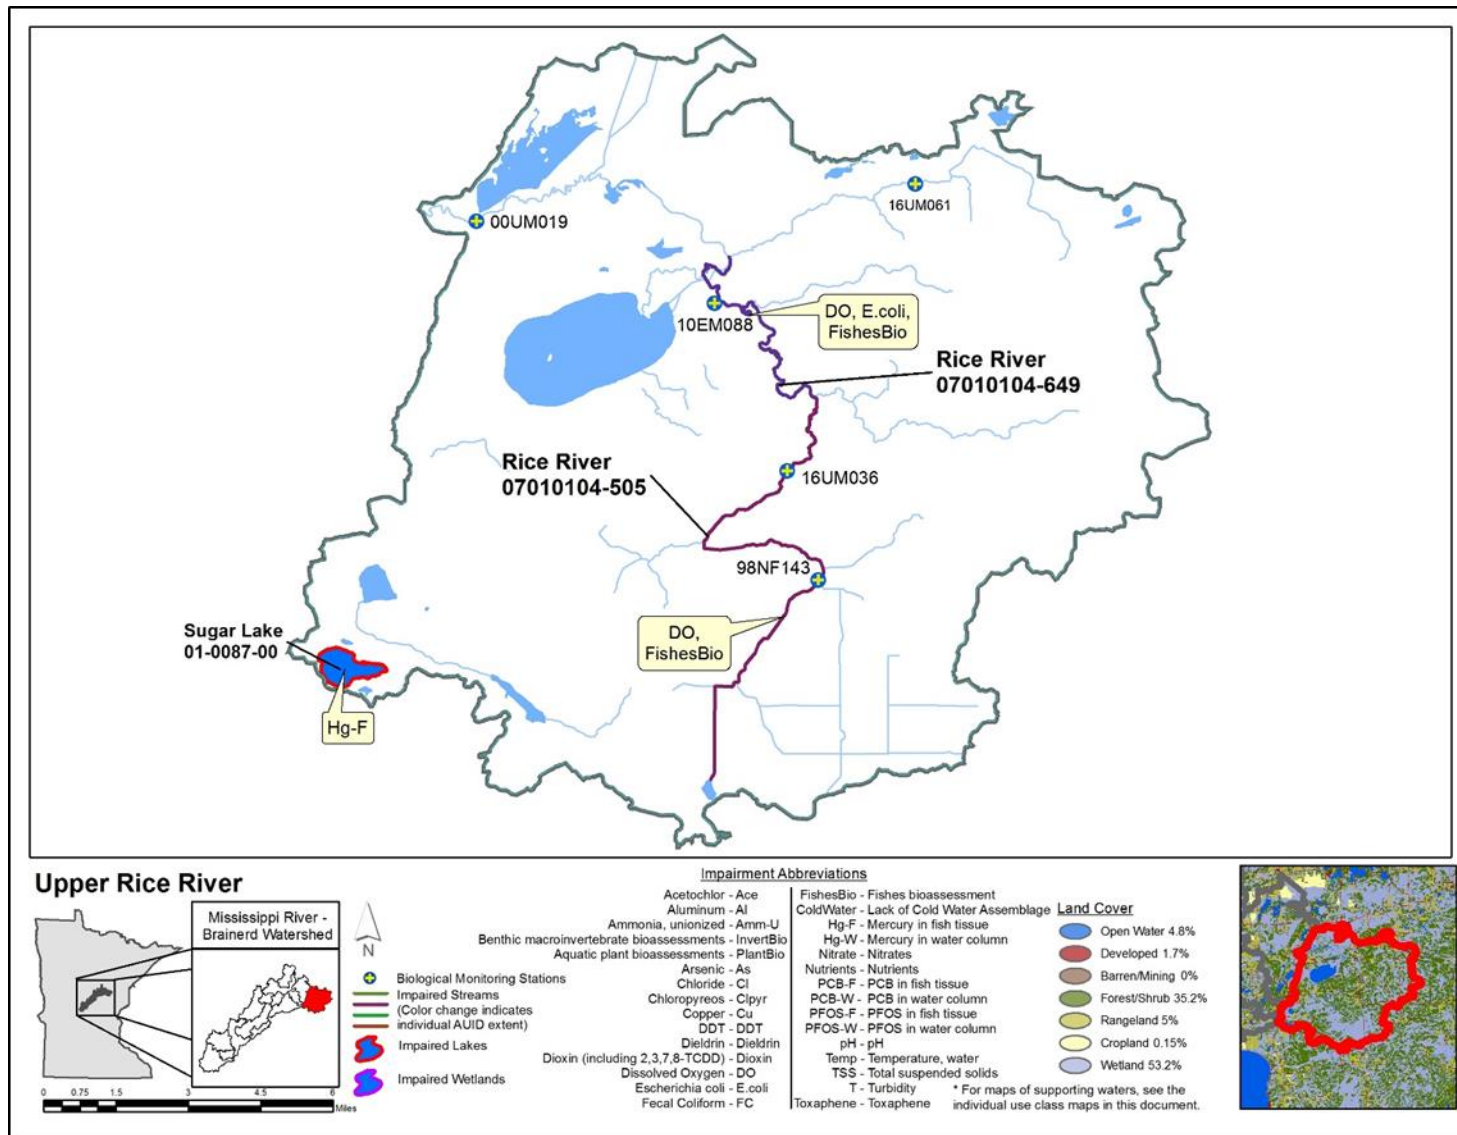 00UM019
16UM061
10EM088
DO, E.coli,
FishesBio
Rice River
07010104-649
Rice River
07010104-505
16UM036
98NF143
DO,
FishesBio
Sugar Lake
01-0087-00
Hg-F
Upper Rice River
Mississippi River -
Brainerd Watershed
0 0.75 1.5 3 4.5 6
Miles
N
Biological Monitoring Stations
Impaired Streams
(Color change indicates
individual AUID extent)
Impaired Lakes
Impaired Wetlands
Impairment Abbreviations
Acetochlor - Ace
Aluminum - Al
Ammonia, unionized - Amm-U
Benthic macroinvertebrate bioassessments - InvertBio
Aquatic plant bioassessments - PlantBio
Arsenic - As
Chloride - Cl
Chloropyreos - Clpyr
Copper - Cu
DDT - DDT
Dieldrin - Dieldrin
Dioxin (including 2,3,7,8-TCDD) - Dioxin
Dissolved Oxygen - DO
Escherichia coli - E.coli
Fecal Coliform - FC
FishesBio - Fishes bioassessment
ColdWater - Lack of Cold Water Assemblage
Hg-F - Mercury in fish tissue
Hg-W - Mercury in water column
Nitrate - Nitrates
Nutrients - Nutrients
PCB-F - PCB in fish tissue
PCB-W - PCB in water column
PFOS-F - PFOS in fish tissue
PFOS-W - PFOS in water column
pH - pH
Temp - Temperature, water
TSS - Total suspended solids
T - Turbidity
Toxaphene - Toxaphene
Land Cover
Open Water 4.8%
Developed 1.7%
Barren/Mining 0%
Forest/Shrub 35.2%
Rangeland 5%
Cropland 0.15%
Wetland 53.2%
* For maps of supporting waters, see the
individual use class maps in this document.